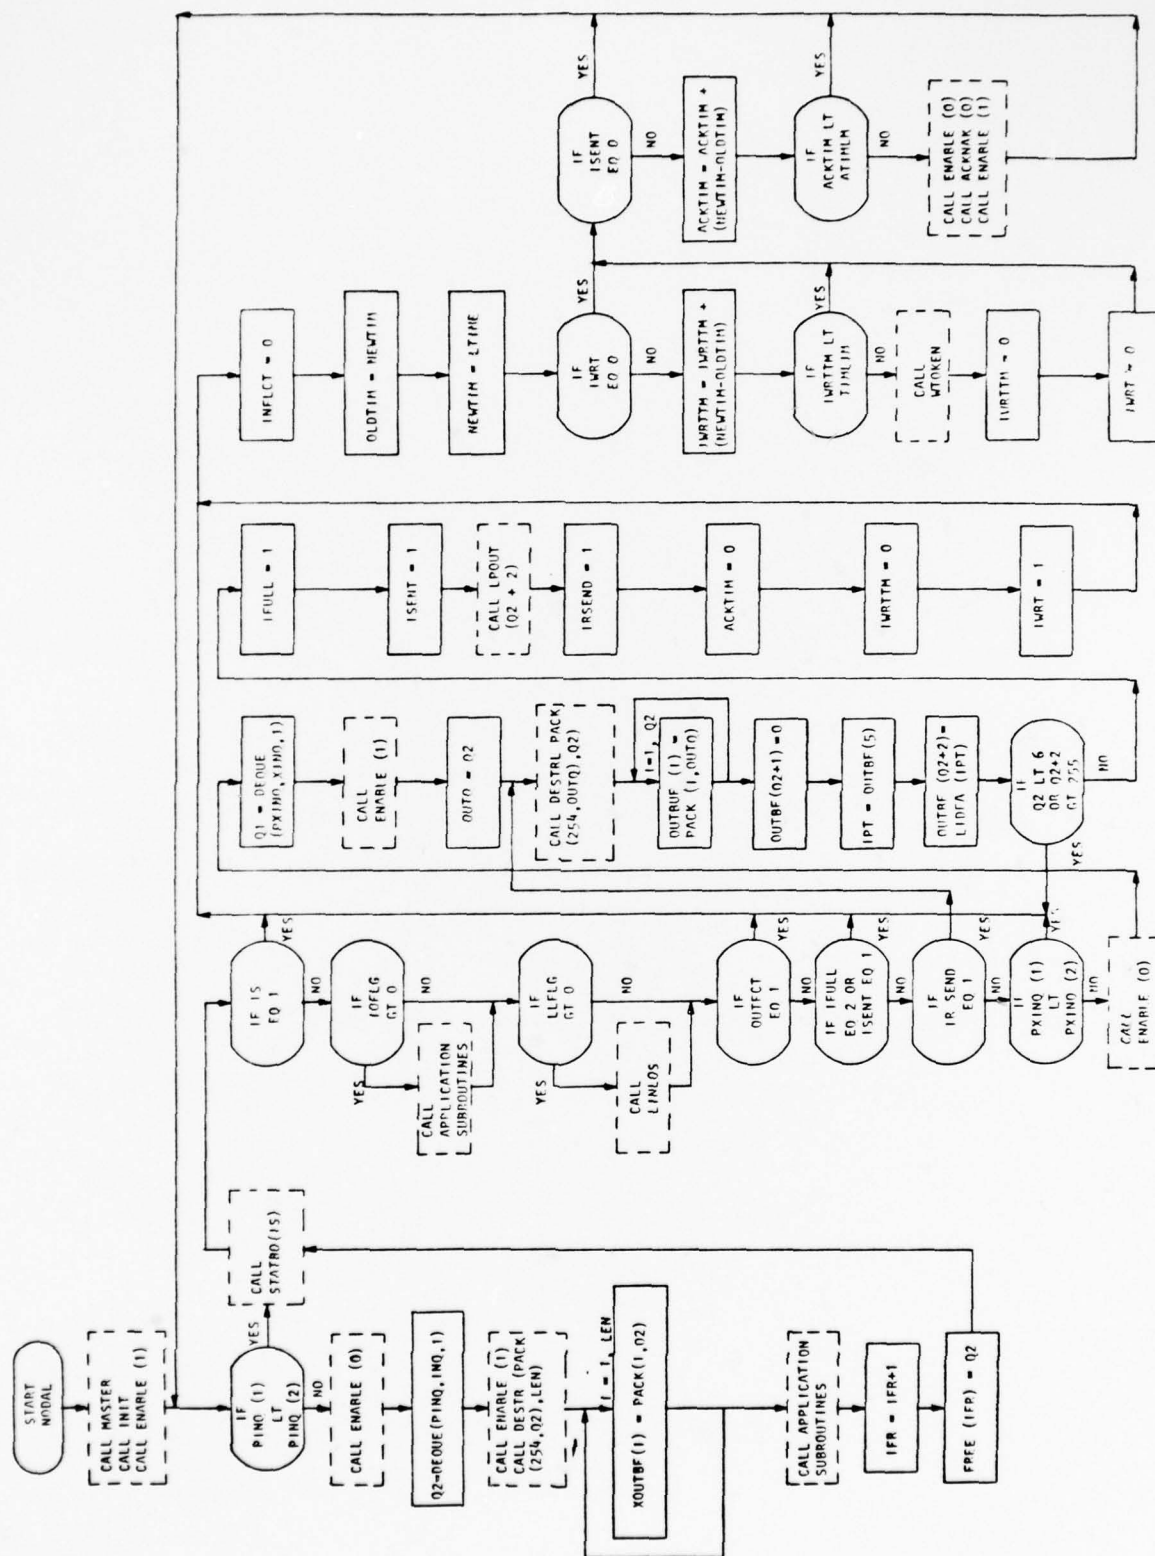 START
NODAL
CALL MASTER
CALL INIT
CALL ENABLE (1)
IF
PINQ (1)
LT
PINQ (2)
YES
NO
CALL ENABLE (0)
Q2=DEQUE(PINQ,INQ,1)
CALL ENABLE (1)
CALL DESTR (PACK
(254,Q2),LEN)
I = 1, LEN
XOUTBF(I) = PACK(I,Q2)
CALL APPLICATION
SUBROUTINES
IFR = IFR+1
FREE (IFR) = Q2
CALL
STATRO(IS)
IF IS
EQ 1
YES
NO
IF
IOFLG
GT 0
YES
NO
CALL
APPLICATION
SUBROUTINES
IF
LLFLG
GT 0
YES
NO
CALL
LINLOS
IF
OUTFCT
EQ 1
YES
NO
IF IFULL
EQ 2 OR
ISENT EQ 1
YES
NO
IF
IR SEND
EQ 1
YES
NO
IF
PXINQ (1)
LT
PXINQ (2)
YES
NO
CALL
ENABLE (0)
Q1 = DEQUE
(PXINQ,XINQ,1)
CALL
ENABLE (1)
OUTQ = Q2
CALL DESTRL PACK
(254,OUTQ),Q2)
I=1, Q2
OUTBUF (I) =
PACK (I,OUTQ)
OUTBF(Q2+1)=0
IPT = OUTBF(5)
OUTBF (Q2+2)=
LIDFA (IPT)
IF
Q2 LT 6
OR Q2+2
GT 255
YES
NO
IFULL = 1
ISENT = 1
CALL LPOUT
(Q2 + 2)
IRSEND = 1
ACKTIM = 0
IWRTTM = 0
IWRT = 1
INFLCT = 0
OLDTIM = NEWTIM
NEWTIM = LTIME
IF
IWRT
EQ 0
YES
NO
IWRTTM = IWRTTM +
(NEWTIM-OLDTIM)
IF
IWRTTM LT
TIMLIM
YES
NO
CALL
WTOKEN
IWRTTM = 0
IWRT = 0
IF
ISENT
EQ 0
YES
NO
ACKTIM = ACKTIM +
(NEWTIM-OLDTIM)
IF
ACKTIM LT
ATIMLM
YES
NO
CALL ENABLE (0)
CALL ACKNAK (0)
CALL ENABLE (1)